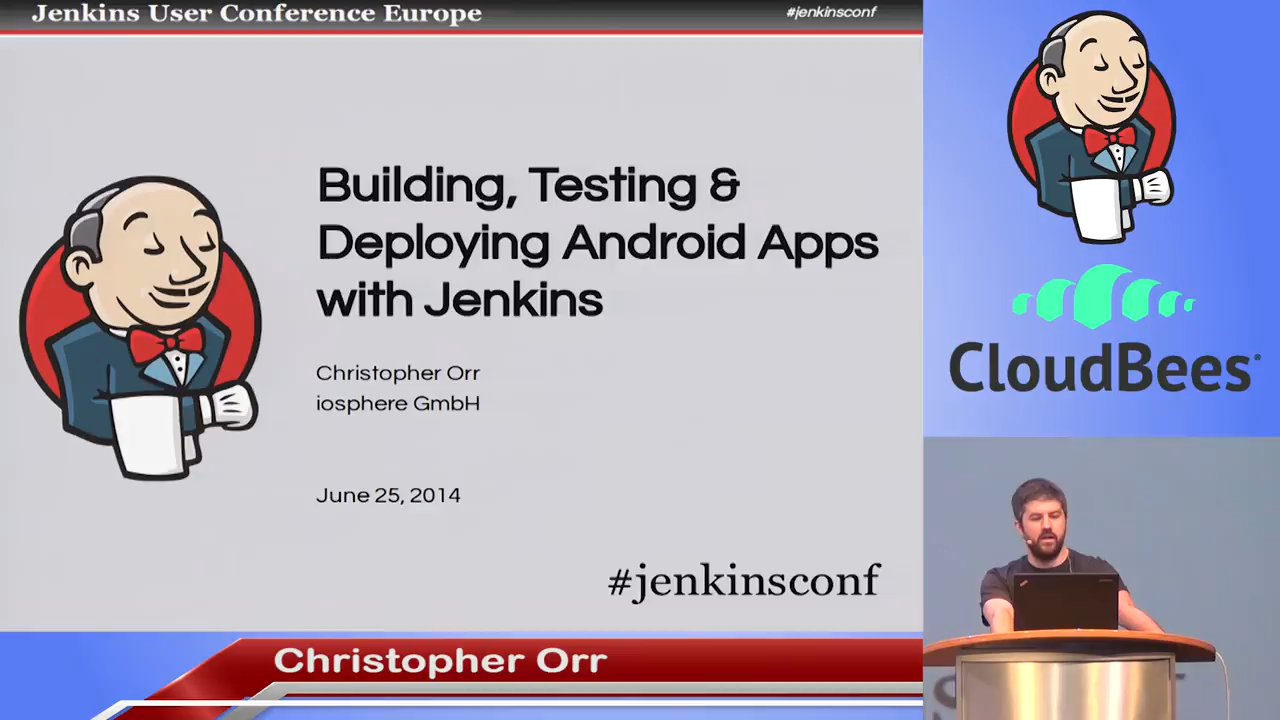 Jenkins User Conference Europe
#jenkinsconf
Building, Testing &
Deploying Android Apps
with Jenkins
Christopher Orr
iosphere GmbH
June 25, 2014
#jenkinsconf
Christopher Orr
CloudBees